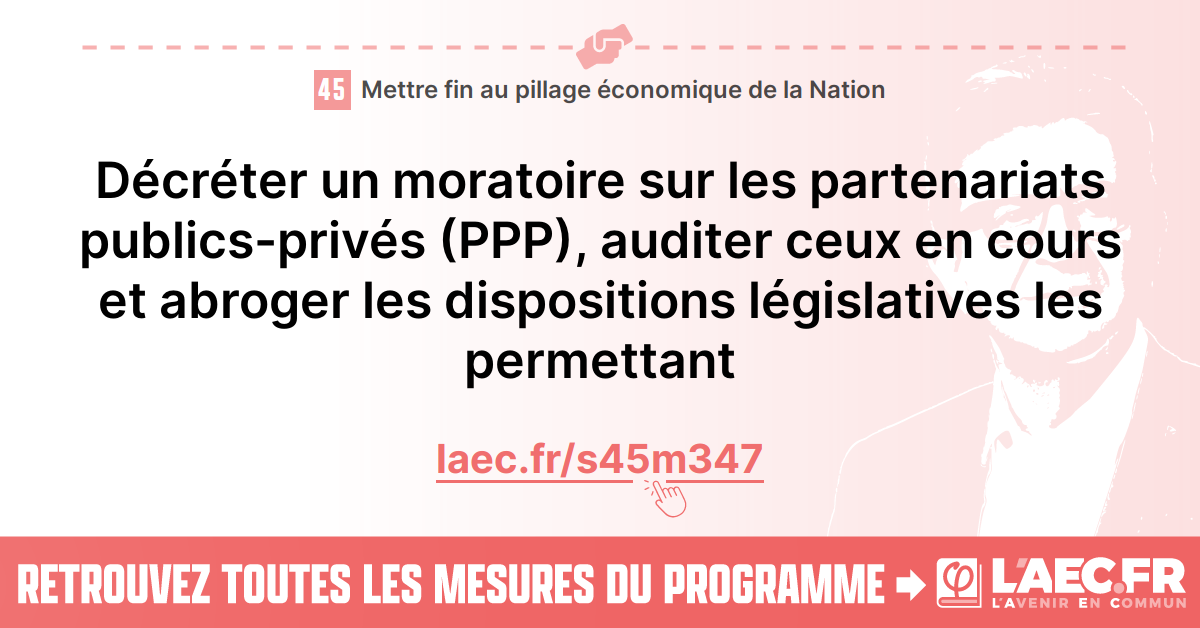 45 Mettre fin au pillage économique de la Nation
Décréter un moratoire sur les partenariats
publics-privés (PPP), auditer ceux en cours
et abroger les dispositions législatives les
permettant
laec.fr/s45m347
RETROUVEZ TOUTES LES MESURES DU PROGRAMME → φ L'AEC.FR
L'AVENIR EN COMMUN